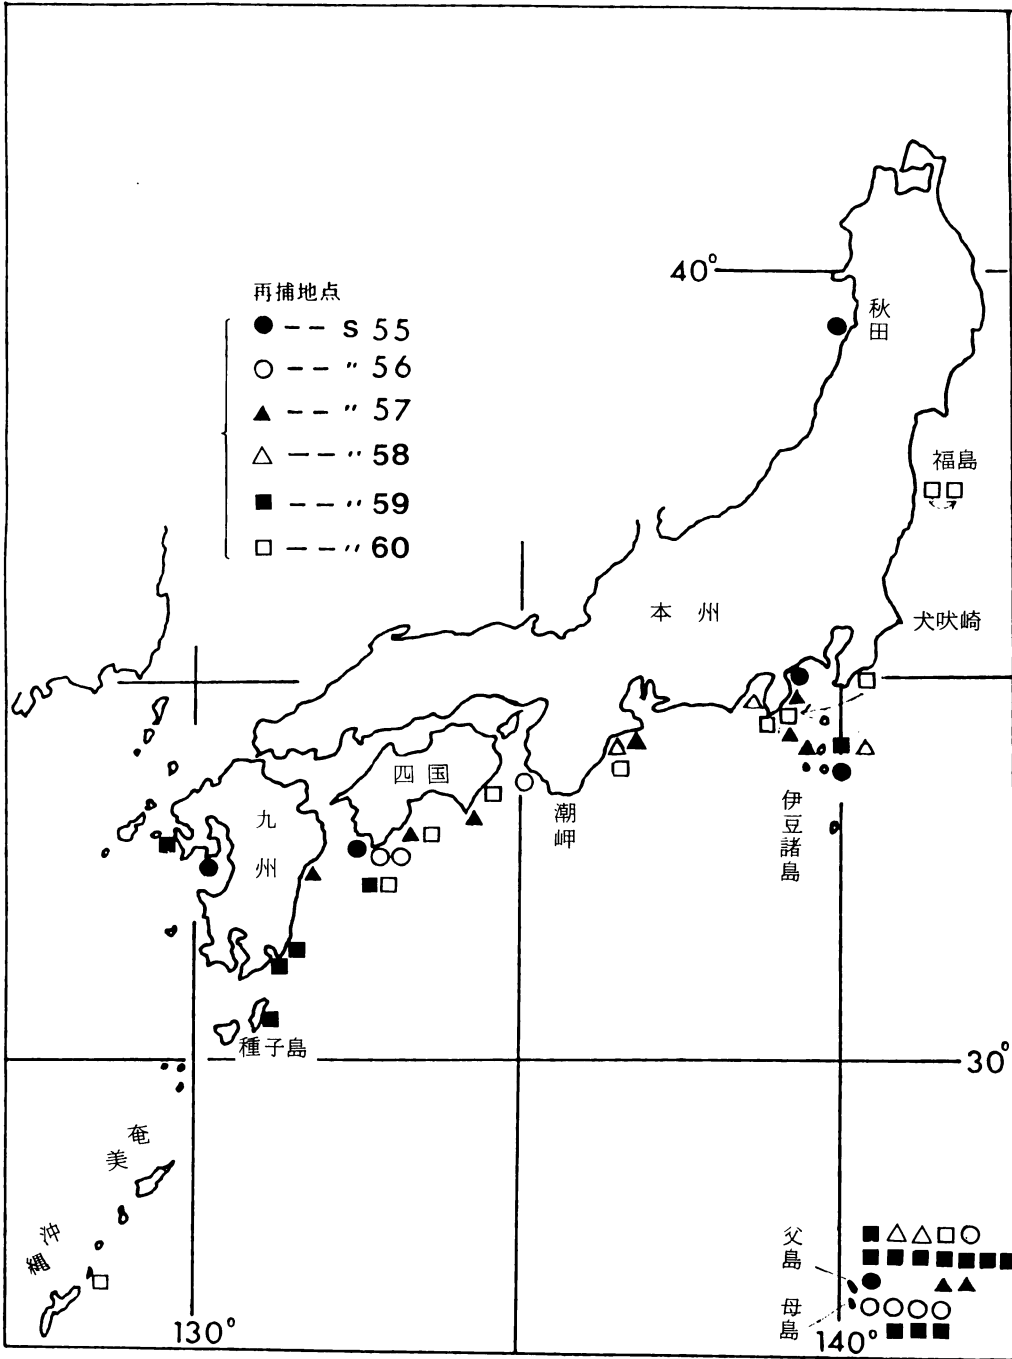 再捕地点
● -- S 55
○ -- 〃 56
▲ -- 〃 57
△ -- 〃 58
■ -- 〃 59
□ -- 〃 60
40°
秋田
福島
本州
犬吠崎
四国
九州
潮岬
伊豆諸島
種子島
30°
奄美
沖縄
父島
母島
130°
140°